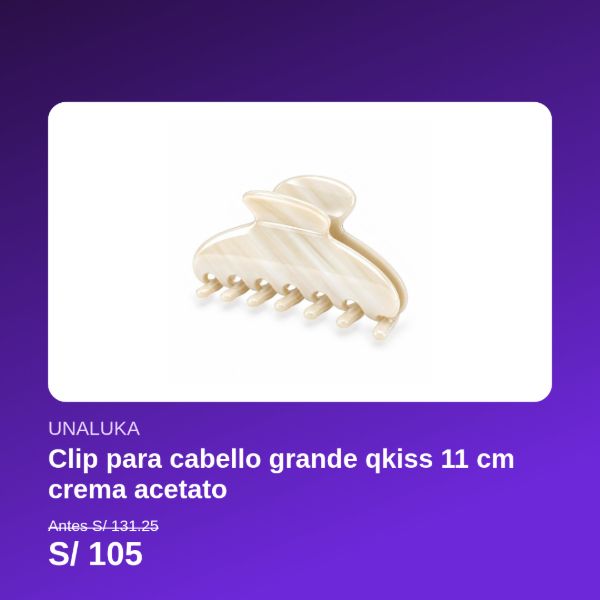 UNALUKA
Clip para cabello grande qkiss 11 cm
crema acetato
Antes S/ 131.25
S/ 105